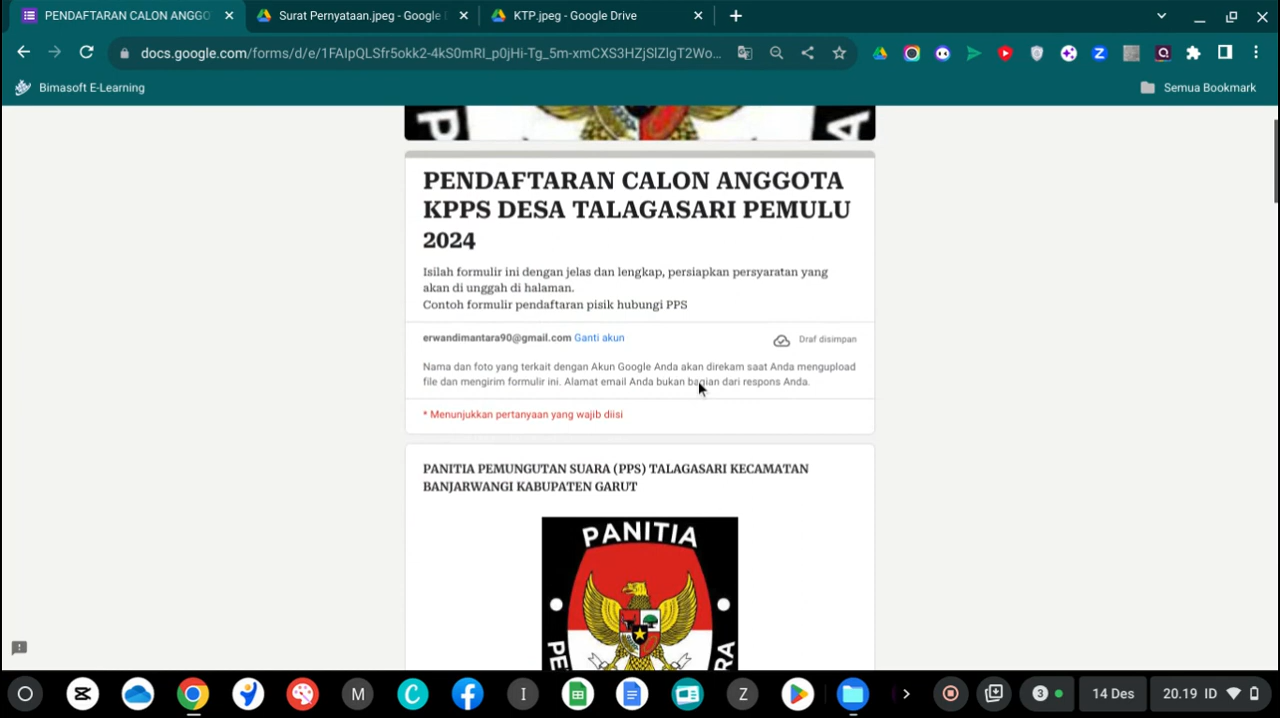 PENDAFTARAN CALON ANGGO
Surat Pernyataan.jpeg - Google
KTP.jpeg - Google Drive
docs.google.com/forms/d/e/1FAIpQLSfr5okk2-4kS0mRI_p0jHi-Tg_5m-xmCXS3HZjSlZlgT2Wo...
Bimasoft E-Learning
Semua Bookmark
PENDAFTARAN CALON ANGGOTA
KPPS DESA TALAGASARI PEMULU
2024
Isilah formulir ini dengan jelas dan lengkap, persiapkan persyaratan yang
akan di unggah di halaman.
Contoh formulir pendaftaran pisik hubungi PPS
erwandimantara90@gmail.com Ganti akun
Draf disimpan
Nama dan foto yang terkait dengan Akun Google Anda akan direkam saat Anda mengupload
file dan mengirim formulir ini. Alamat email Anda bukan bagian dari respons Anda.
* Menunjukkan pertanyaan yang wajib diisi
PANITIA PEMUNGUTAN SUARA (PPS) TALAGASARI KECAMATAN
BANJARWANGI KABUPATEN GARUT
PANITIA
M
I
Z
3
14 Des
20.19 ID